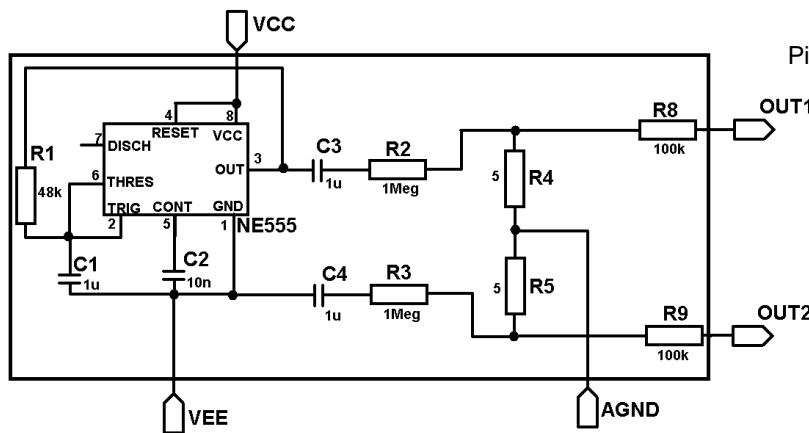 VCC
Pi
OUT1
4
8
RESET
VCC
R8
100k
7
DISCH
R1
48k
OUT
3
C3
1u
R2
1Meg
5
R4
6
THRES
TRIG
CONT
GND
2
5
1
NE555
C1
1u
C2
10n
C4
1u
R3
1Meg
5
R5
R9
100k
OUT2
VEE
AGND